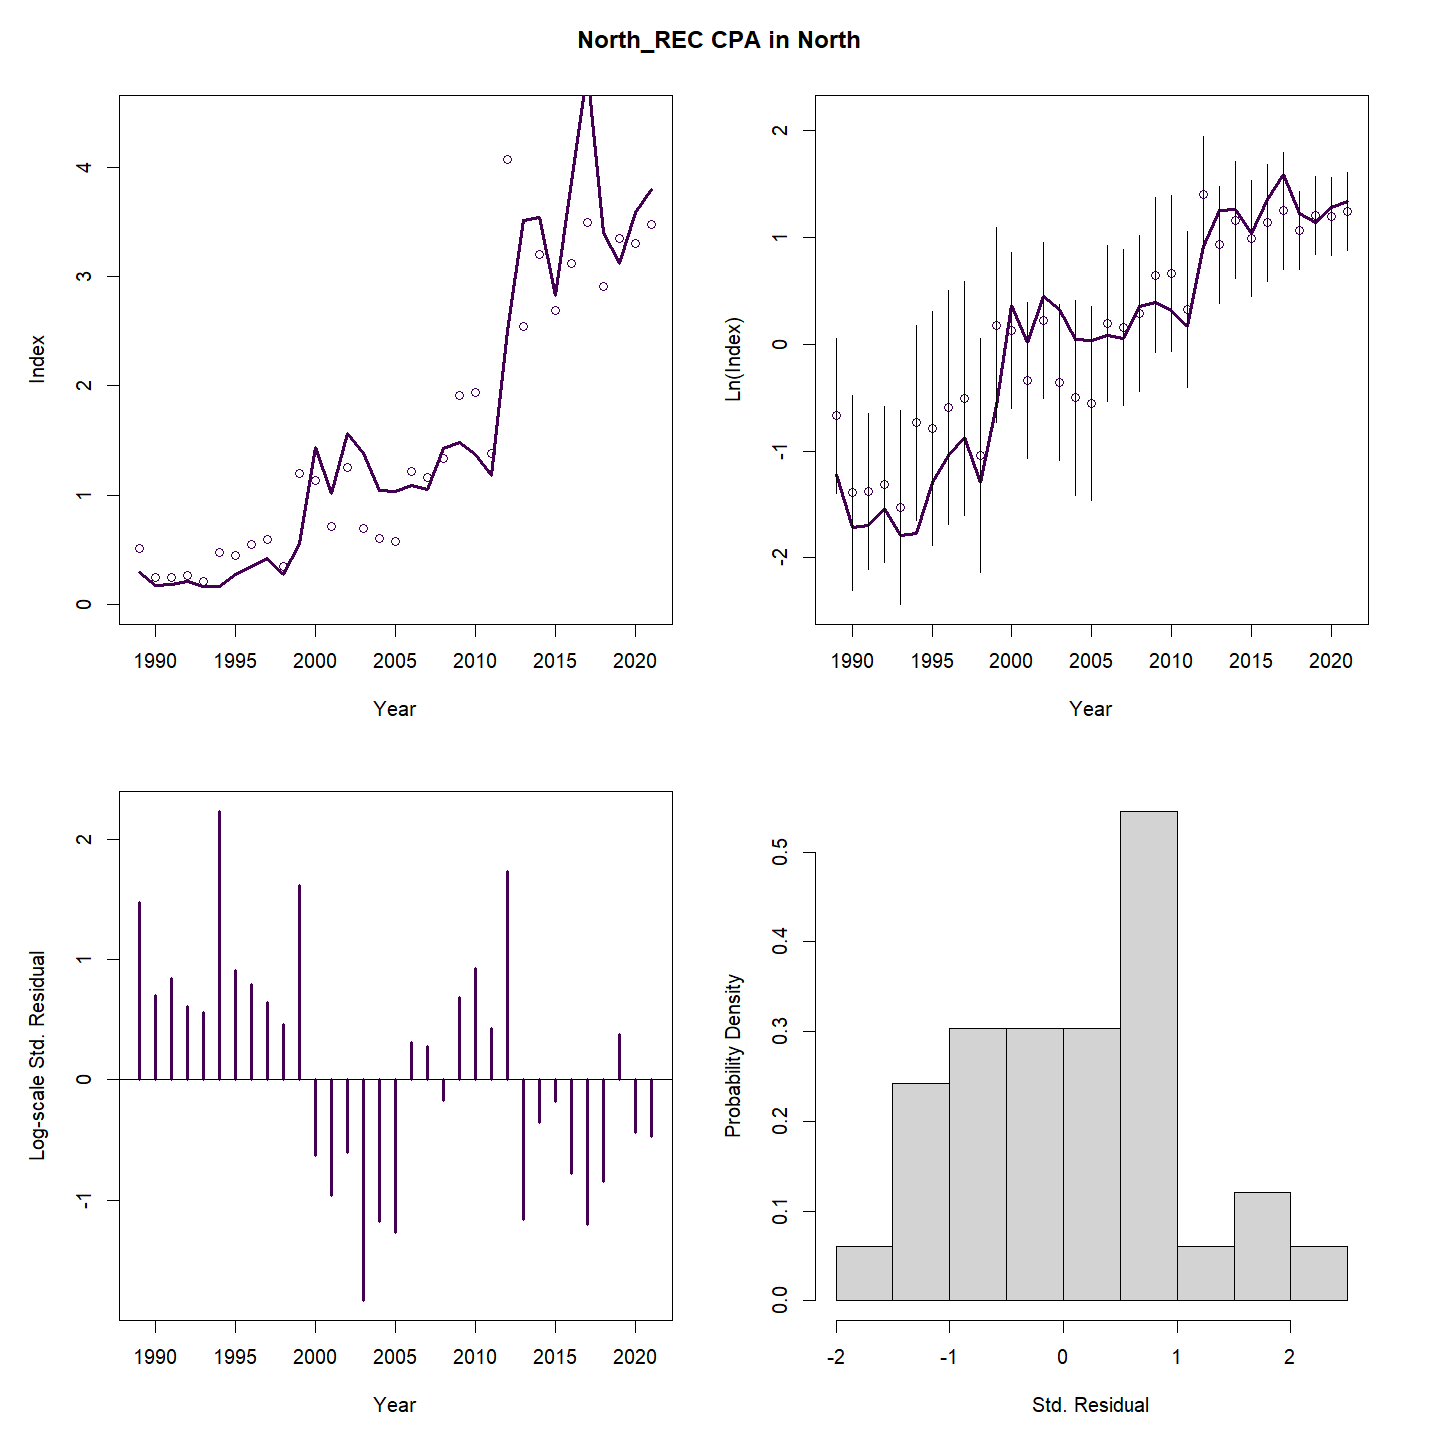 North_REC CPA in North
Index
4
3
2
1
0
1990 1995 2000 2005 2010 2015 2020
Year
Ln(Index)
2
1
0
-1
-2
1990 1995 2000 2005 2010 2015 2020
Year
Log-scale Std. Residual
2
1
0
-1
1990 1995 2000 2005 2010 2015 2020
Year
Probability Density
0.5
0.4
0.3
0.2
0.1
0.0
-2 -1 0 1 2
Std. Residual